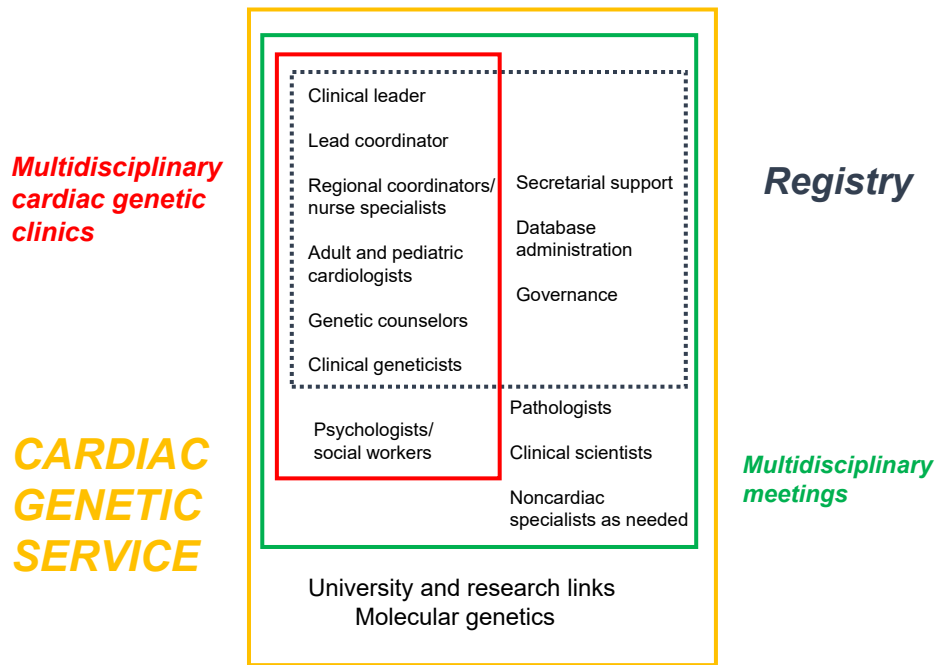 Multidisciplinary
cardiac genetic
clinics
CARDIAC
GENETIC
SERVICE
Clinical leader
Lead coordinator
Regional coordinators/
nurse specialists
Adult and pediatric
cardiologists
Genetic counselors
Clinical geneticists
Psychologists/
social workers
Secretarial support
Database
administration
Governance
Pathologists
Clinical scientists
Noncardiac
specialists as needed
University and research links
Molecular genetics
Registry
Multidisciplinary
meetings